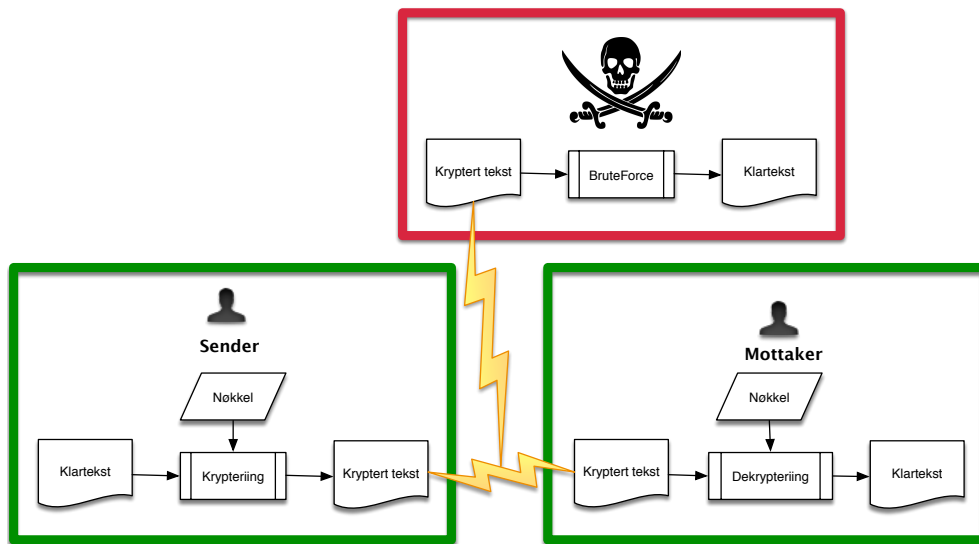 Kryptert tekst
BruteForce
Klartekst
Sender
Nøkkel
Klartekst
Krypteriing
Kryptert tekst
Mottaker
Nøkkel
Kryptert tekst
Dekrypteriing
Klartekst